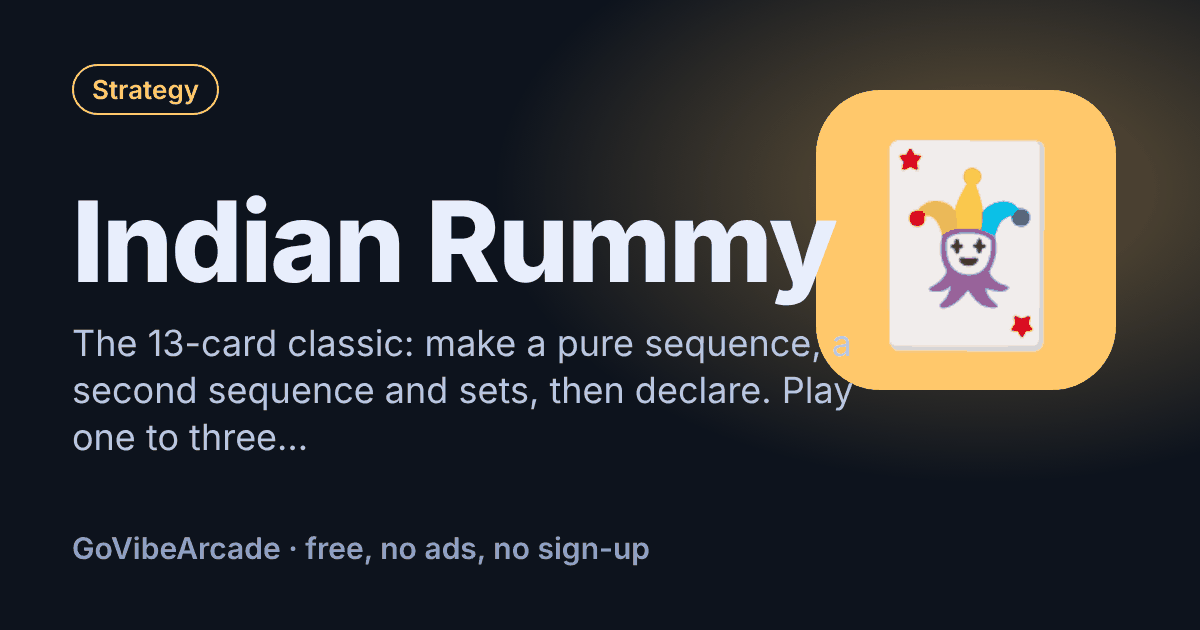 Strategy
Indian Rummy
The 13-card classic: make a pure sequence, a
second sequence and sets, then declare. Play
one to three...
GoVibeArcade · free, no ads, no sign-up